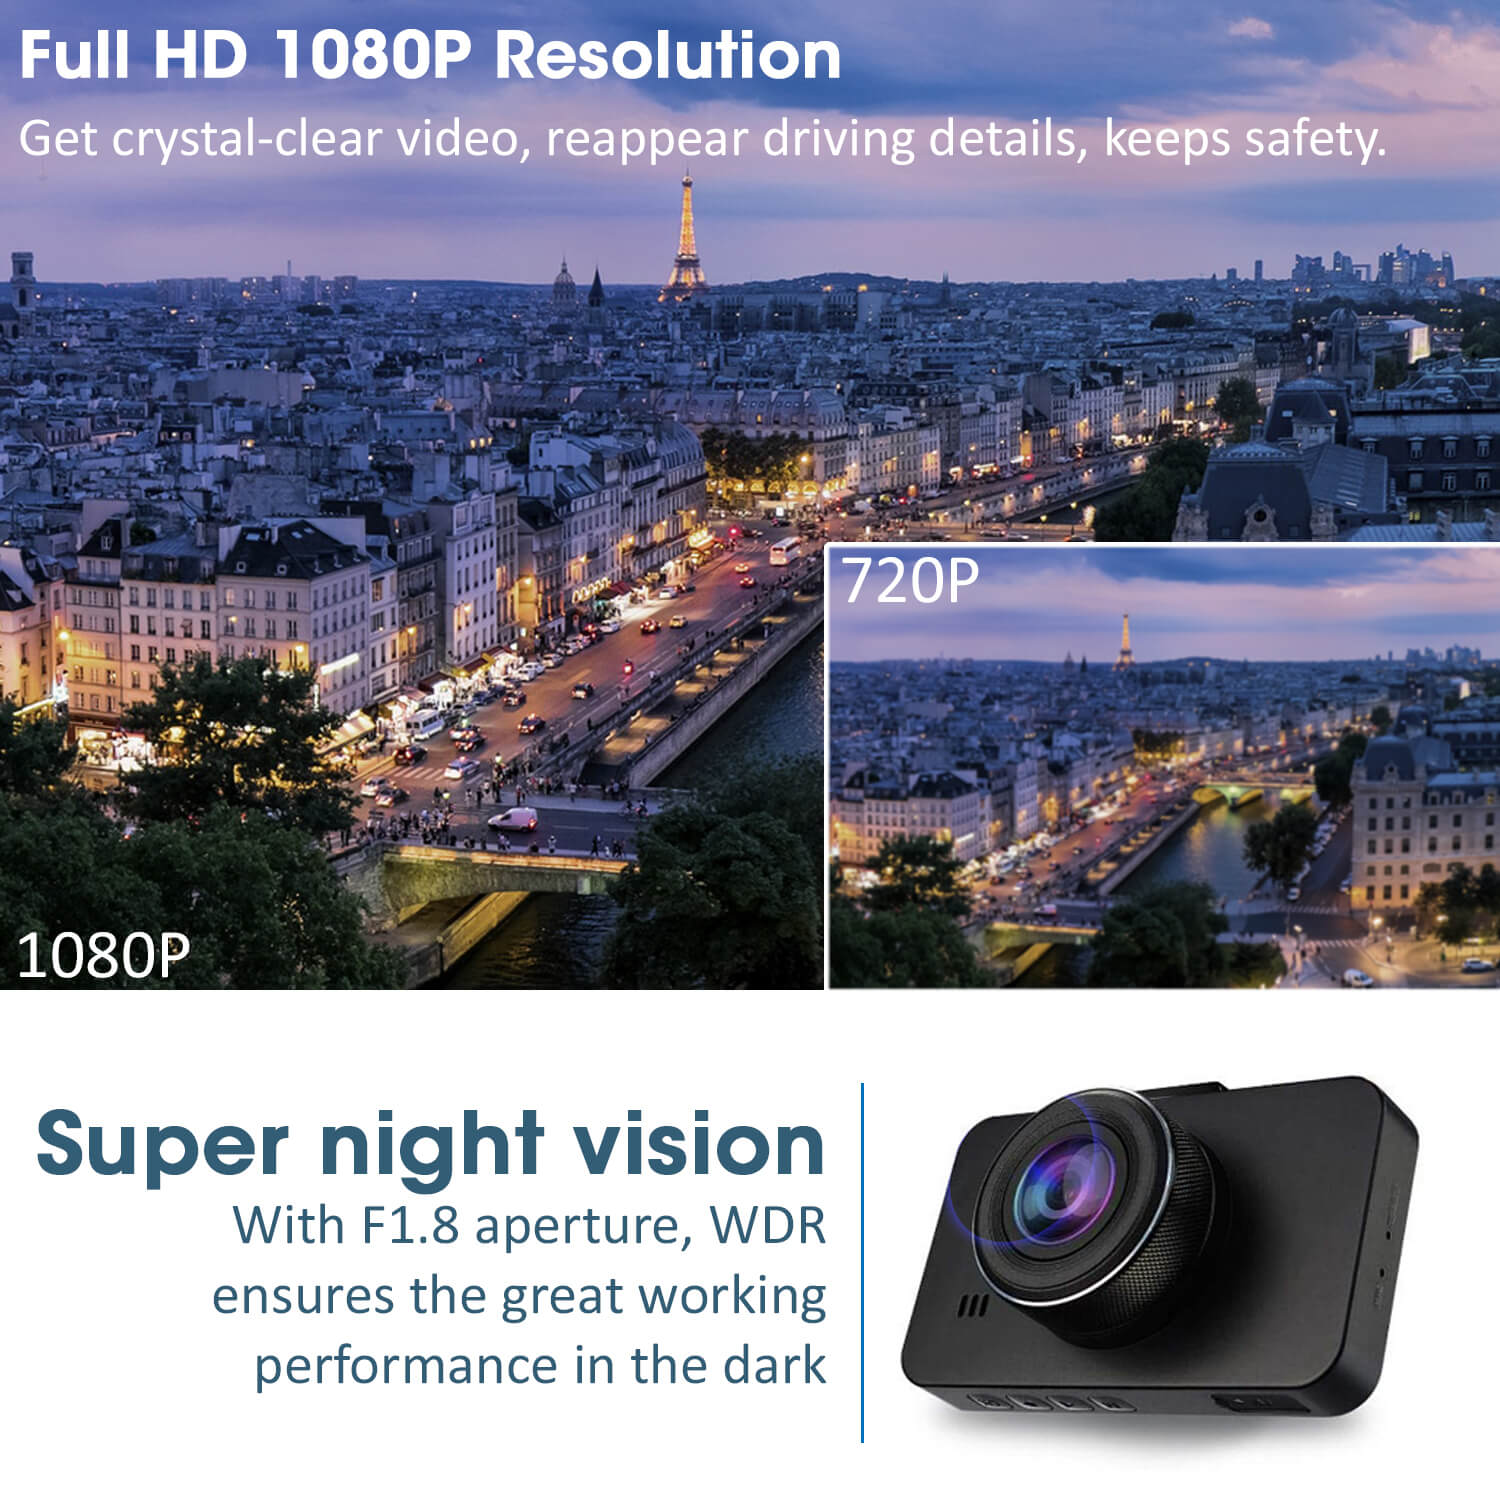 Full HD 1080P Resolution
Get crystal-clear video, reappear driving details, keeps safety.
720P
1080P
Super night vision
With F1.8 aperture, WDR
ensures the great working
performance in the dark